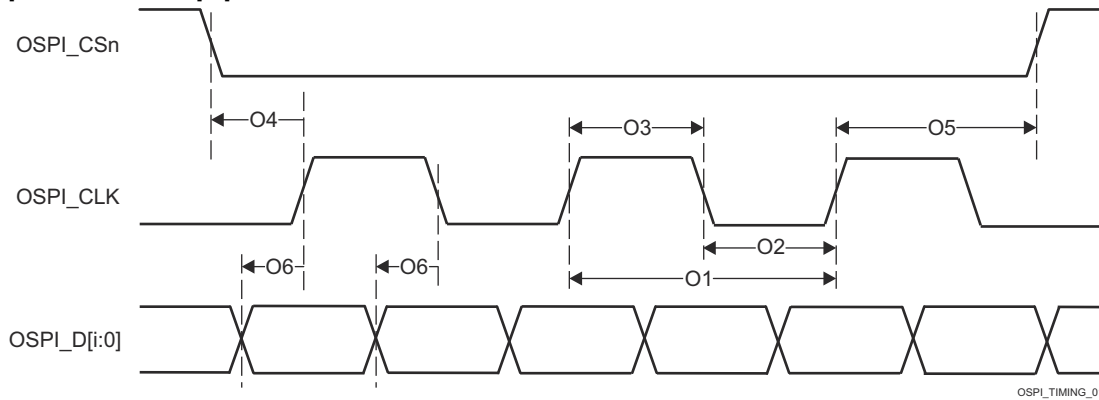 OSPI_CSn
O4
O3
O5
OSPI_CLK
O2
O6
O6
O1
OSPI_D[i:0]
OSPI_TIMING_0